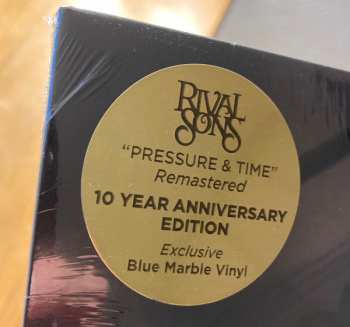 RIVAL
SONS
"PRESSURE & TIME"
Remastered
10 YEAR ANNIVERSARY
EDITION
Exclusive
Blue Marble Vinyl